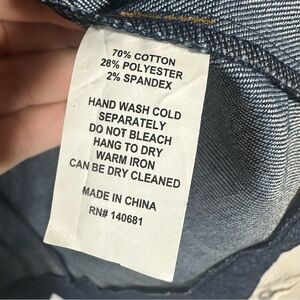 70% COTTON
28% POLYESTER
2% SPANDEX
HAND WASH COLD
SEPARATELY
DO NOT BLEACH
HANG TO DRY
WARM IRON
CAN BE DRY CLEANED
MADE IN CHINA
RN# 140681